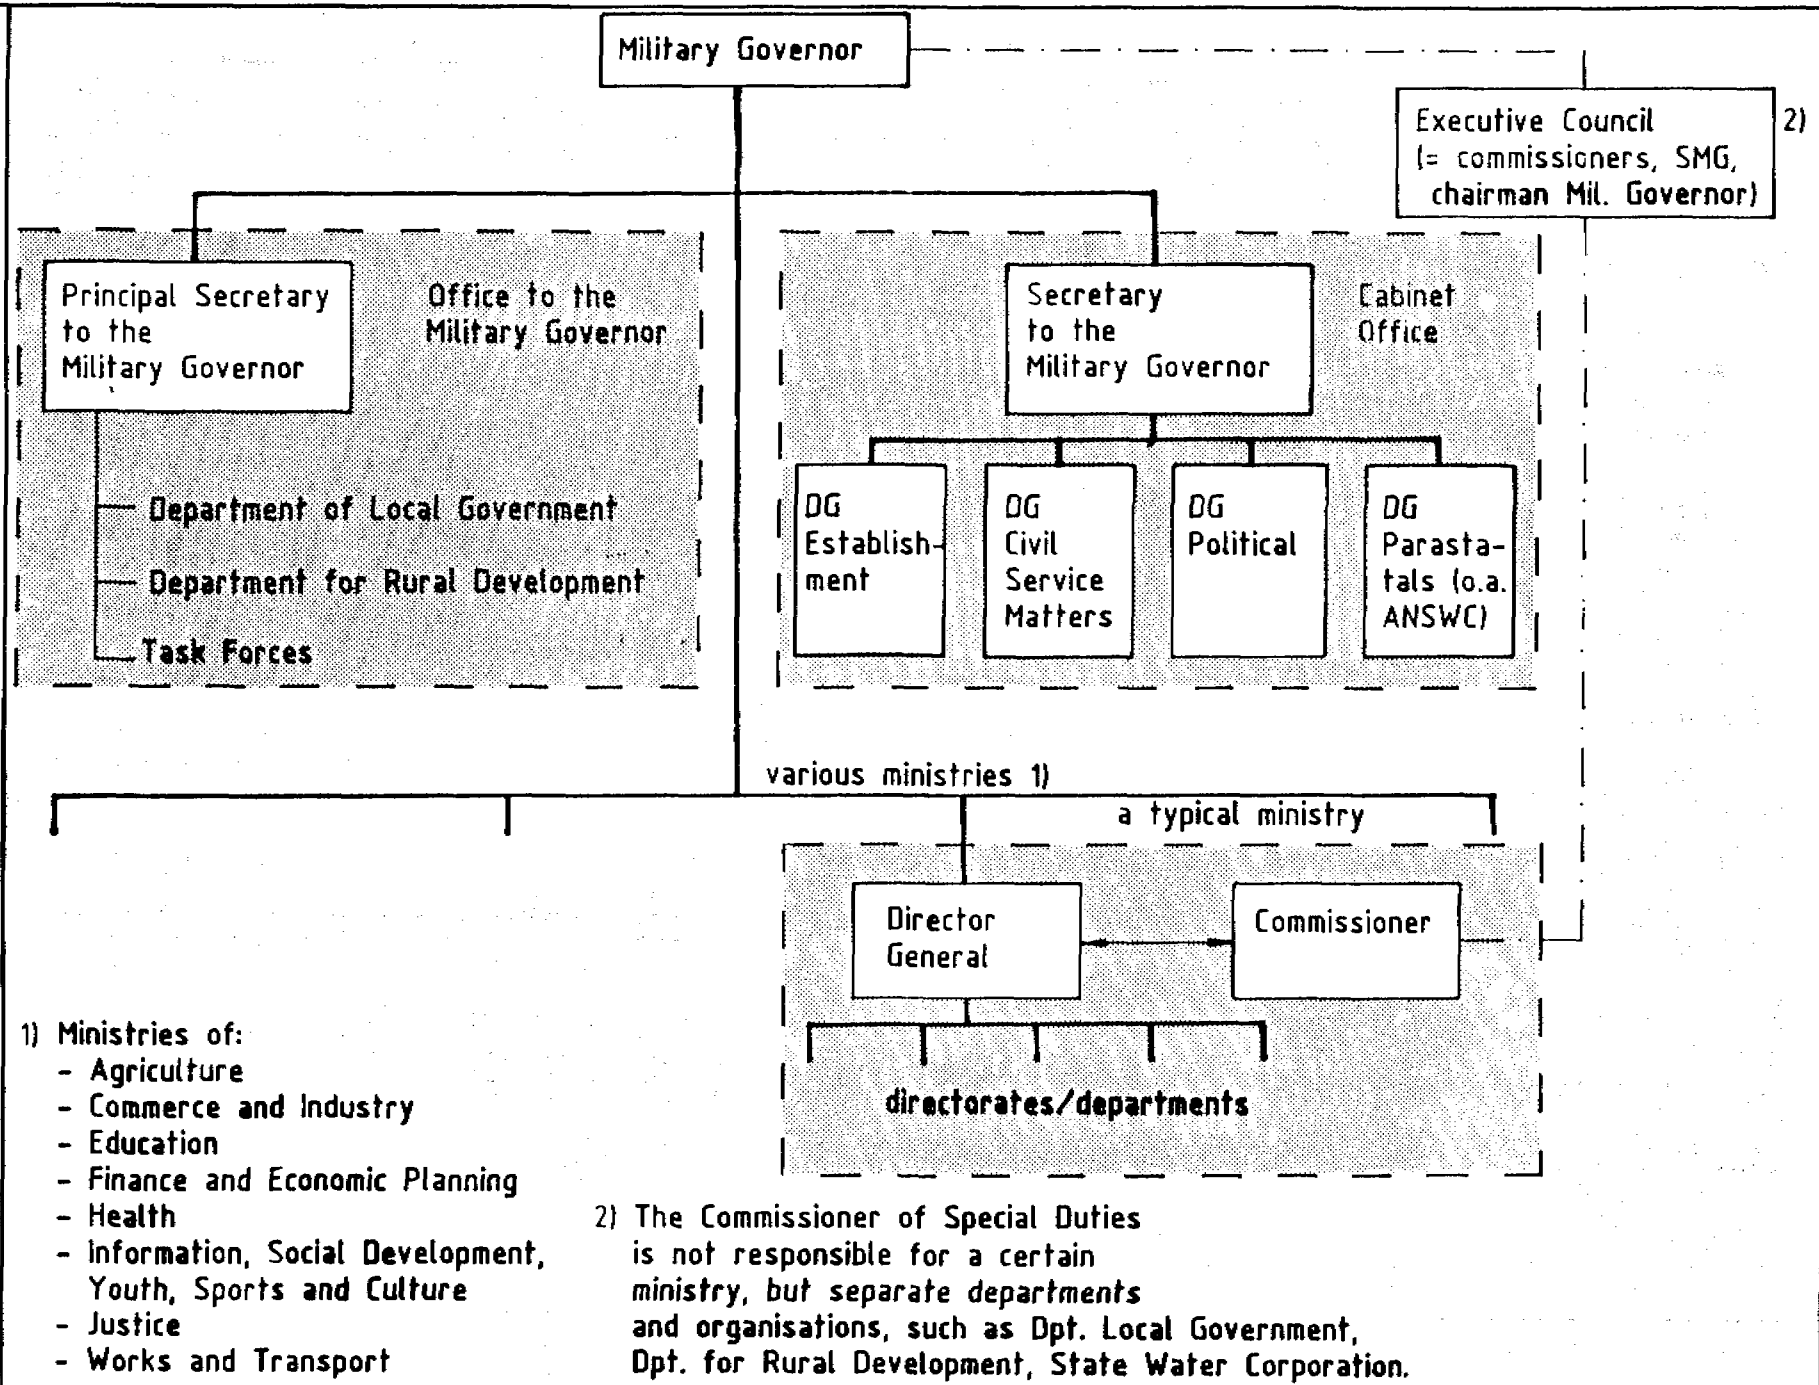 Military Governor
Executive Council 2)
(= commissioners, SMG,
chairman Mil. Governor)
Principal Secretary
to the
Military Governor
Office to the
Military Governor
Department of Local Government
Department for Rural Development
Task Forces
Secretary
to the
Military Governor
Cabinet
Office
DG
Establish-
ment
DG
Civil
Service
Matters
DG
Political
DG
Parasta-
tals (o.a.
ANSWC)
various ministries 1)
a typical ministry
Director
General
Commissioner
directorates/departments
1) Ministries of:
- Agriculture
- Commerce and Industry
- Education
- Finance and Economic Planning
- Health
- Information, Social Development,
Youth, Sports and Culture
- Justice
- Works and Transport
2) The Commissioner of Special Duties
is not responsible for a certain
ministry, but separate departments
and organisations, such as Dpt. Local Government,
Dpt. for Rural Development, State Water Corporation.